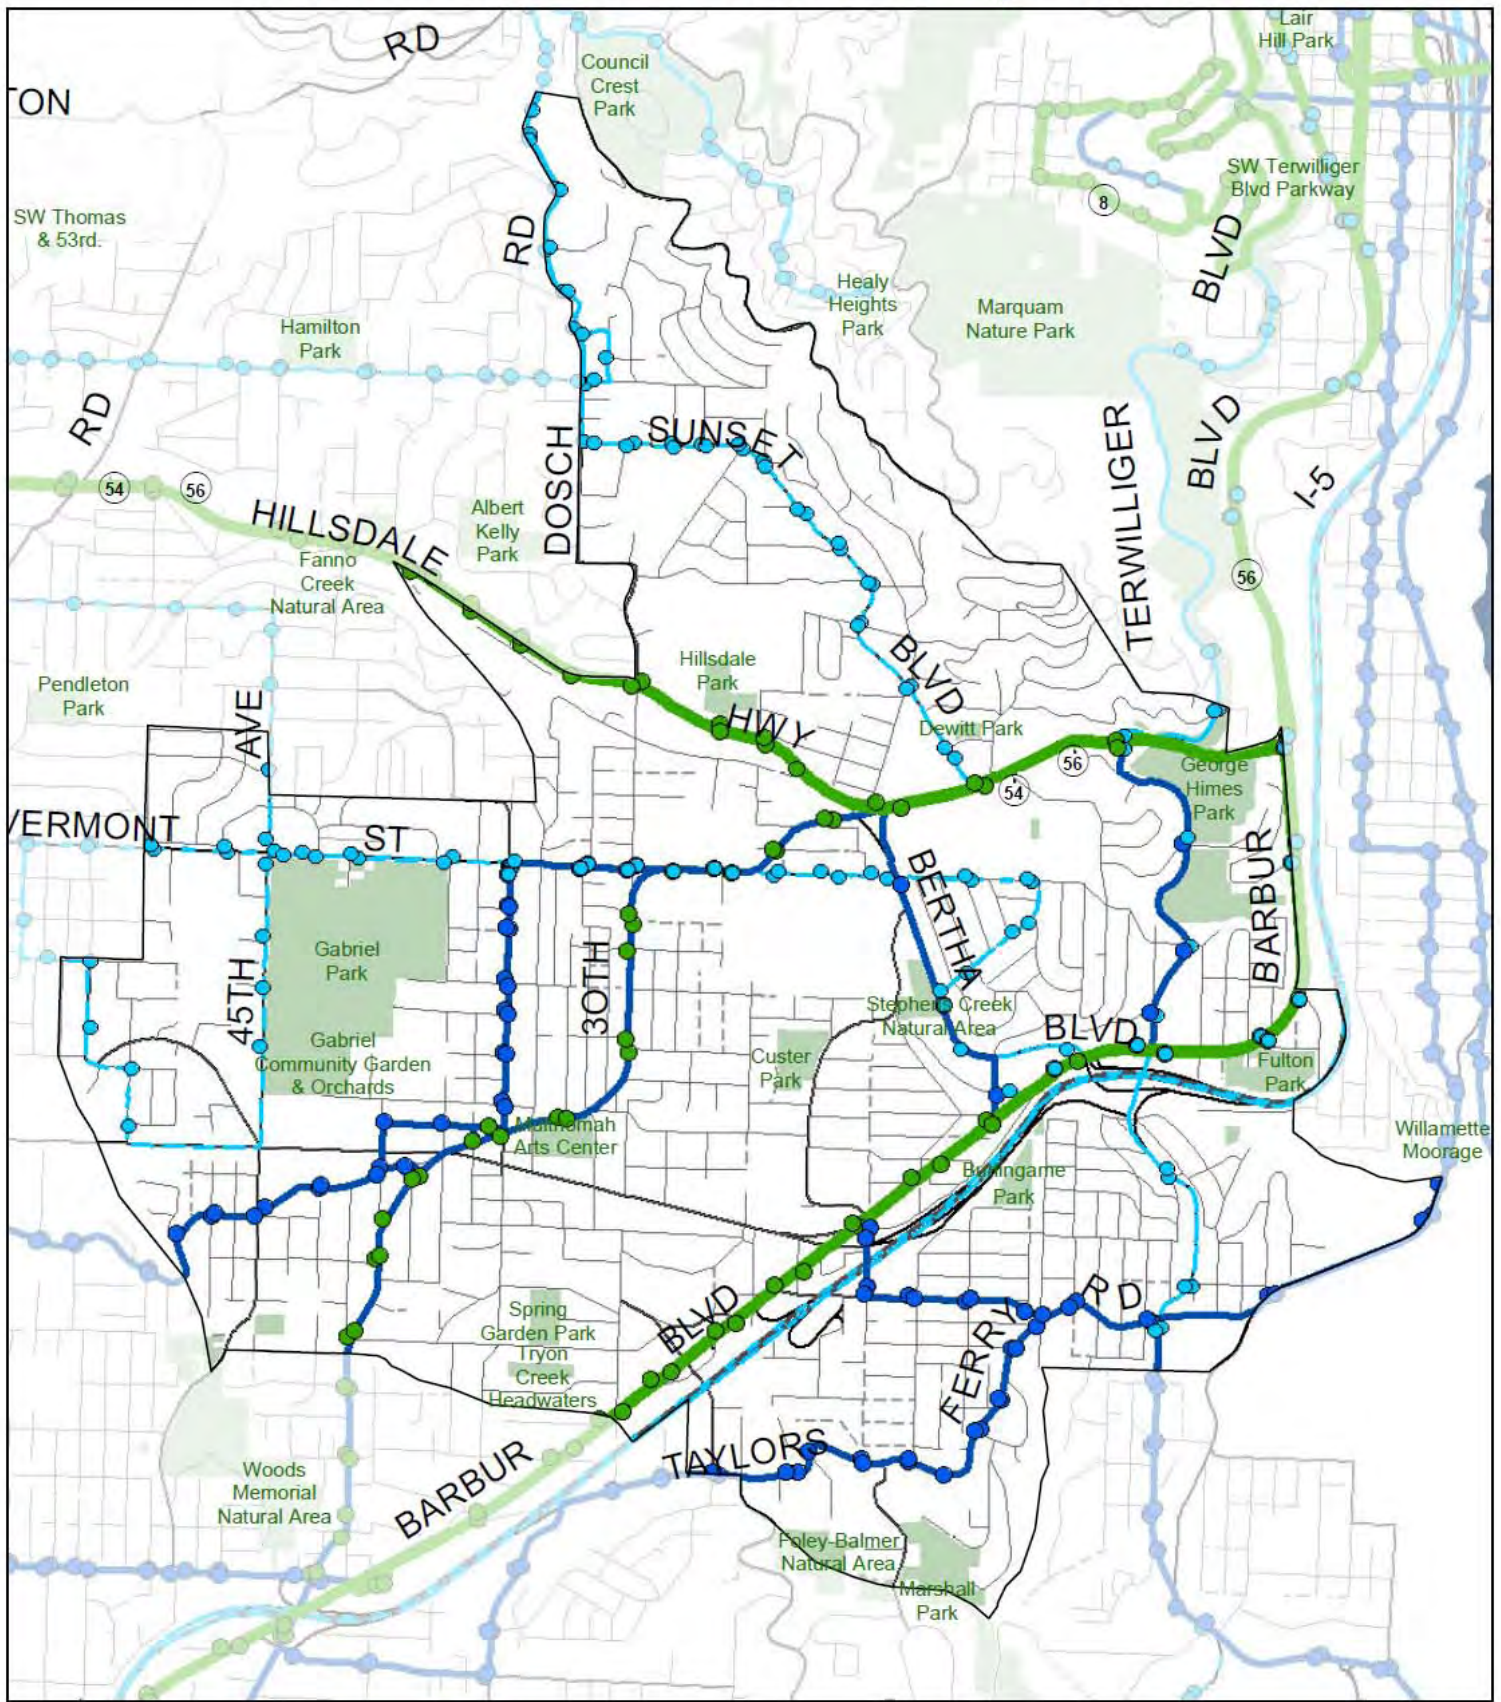 RD
Council
Crest
Park
Lair
Hill Park
TON
SW Terwilliger
Blvd Parkway
8
SW Thomas
& 53rd.
RD
BLVD
Healy
Heights
Park
Marquam
Nature Park
Hamilton
Park
RD
SUNSET
DOSCH
TERWILLIGER
BLVD
I-5
54
56
HILLSDALE
Albert
Kelly
Park
Fanno
Creek
Natural Area
56
Hillsdale
Park
BLVD
Pendleton
Park
AVE
HWY
Dewitt Park
56
54
George
Himes
Park
VERMONT
ST
BERTHA
BARBUR
Gabriel
Park
45TH
30TH
Stephens Creek
Natural Area
BLVD
Gabriel
Community Garden
& Orchards
Custer
Park
Fulton
Park
Multnomah
Arts Center
Willamette
Moorage
Burlingame
Park
Spring
Garden Park
Tryon
Creek
Headwaters
BLVD
RD
FERRY
TAYLORS
BARBUR
Woods
Memorial
Natural Area
Foley-Balmer
Natural Area
Marshall
Park